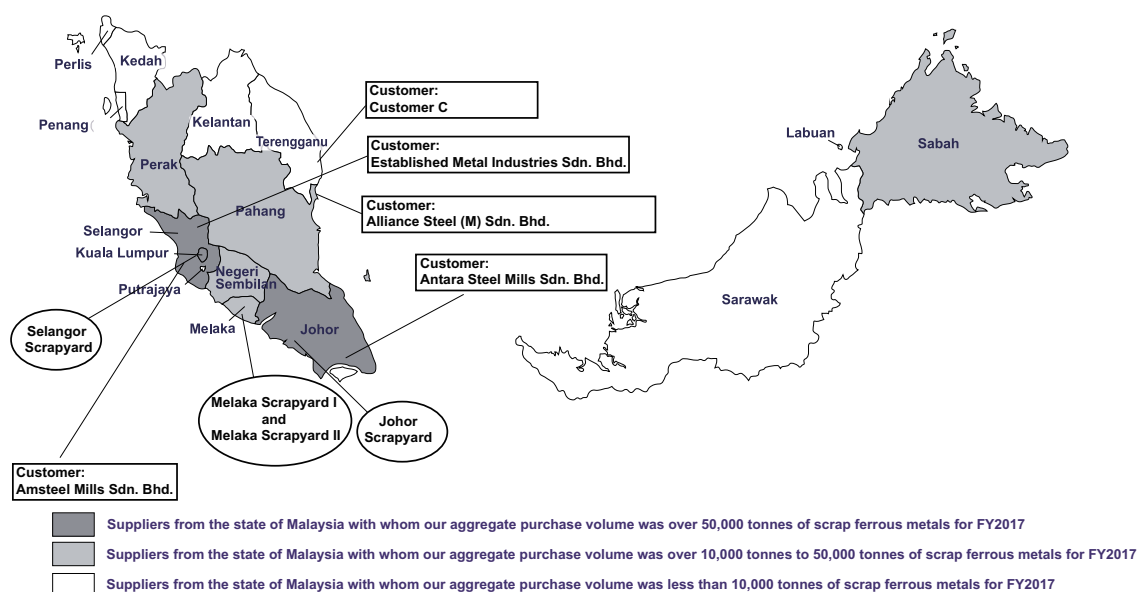 Perlis
Kedah
Penang
Perak
Kelantan
Terengganu
Pahang
Selangor
Kuala Lumpur
Putrajaya
Negeri
Sembilan
Melaka
Johor
Labuan
Sabah
Sarawak
Customer:
Customer C
Customer:
Established Metal Industries Sdn. Bhd.
Customer:
Alliance Steel (M) Sdn. Bhd.
Customer:
Antara Steel Mills Sdn. Bhd.
Selangor
Scrapyard
Melaka Scrapyard I
and
Melaka Scrapyard II
Johor
Scrapyard
Customer:
Amsteel Mills Sdn. Bhd.
Suppliers from the state of Malaysia with whom our aggregate purchase volume was over 50,000 tonnes of scrap ferrous metals for FY2017
Suppliers from the state of Malaysia with whom our aggregate purchase volume was over 10,000 tonnes to 50,000 tonnes of scrap ferrous metals for FY2017
Suppliers from the state of Malaysia with whom our aggregate purchase volume was less than 10,000 tonnes of scrap ferrous metals for FY2017